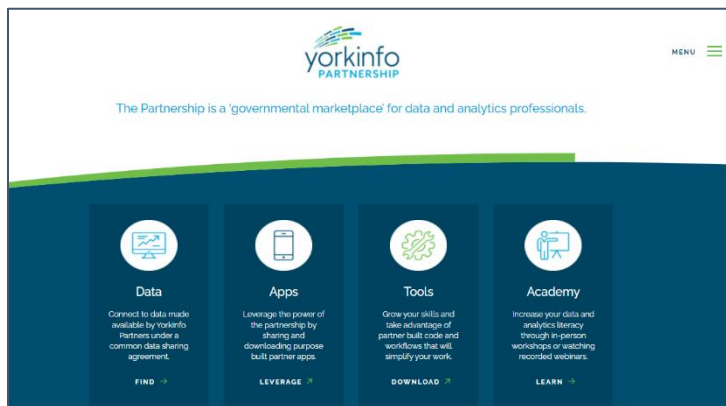 yorkinfo
PARTNERSHIP
MENU
The Partnership is a 'governmental marketplace' for data and analytics professionals.
Data
Connect to data made
available by YorkInfo
Partners under a
common data sharing
agreement.
FIND →
Apps
Leverage the power of
the partnership by
sharing and
downloading purpose
built partner apps.
LEVERAGE ↗
Tools
Grow your skills and
take advantage of
partner built code and
workflows that will
simplify your work.
DOWNLOAD ↗
Academy
Increase your data and
analytics literacy
through in-person
workshops or watching
recorded webinars.
LEARN →